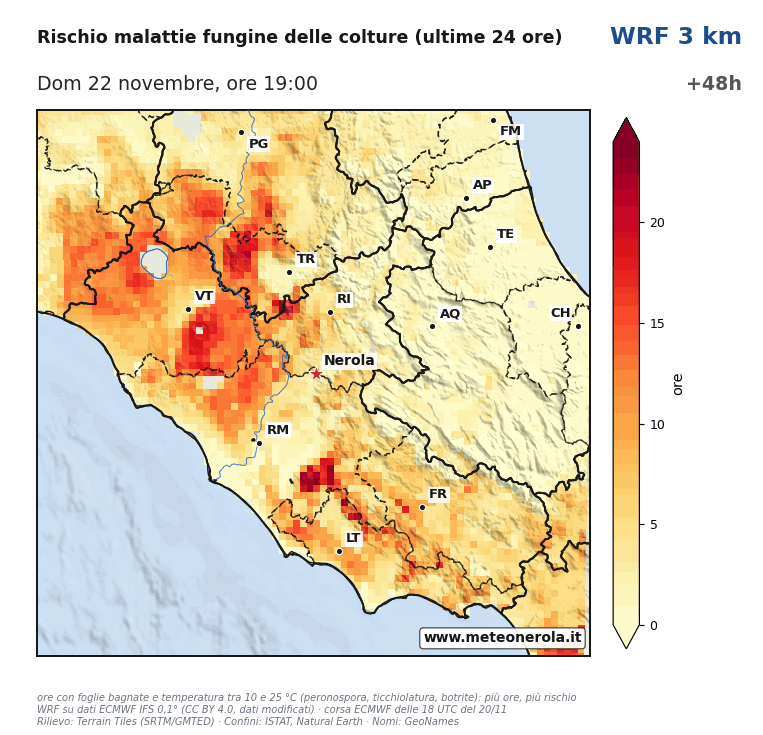 Rischio malattie fungine delle colture (ultime 24 ore)
WRF 3 km
Dom 22 novembre, ore 19:00
+48h
FM
PG
AP
TE
TR
VT
RI
AQ
CH
Nerola
RM
FR
LT
www.meteonerola.it
20
15
10
5
0
ore
ore con foglie bagnate e temperatura tra 10 e 25 °C (peronospora, ticchiolatura, botrite): più ore, più rischio
WRF su dati ECMWF IFS 0,1° (CC BY 4.0, dati modificati) · corsa ECMWF delle 18 UTC del 20/11
Rilievo: Terrain Tiles (SRTM/GMTED) · Confini: ISTAT, Natural Earth · Nomi: GeoNames